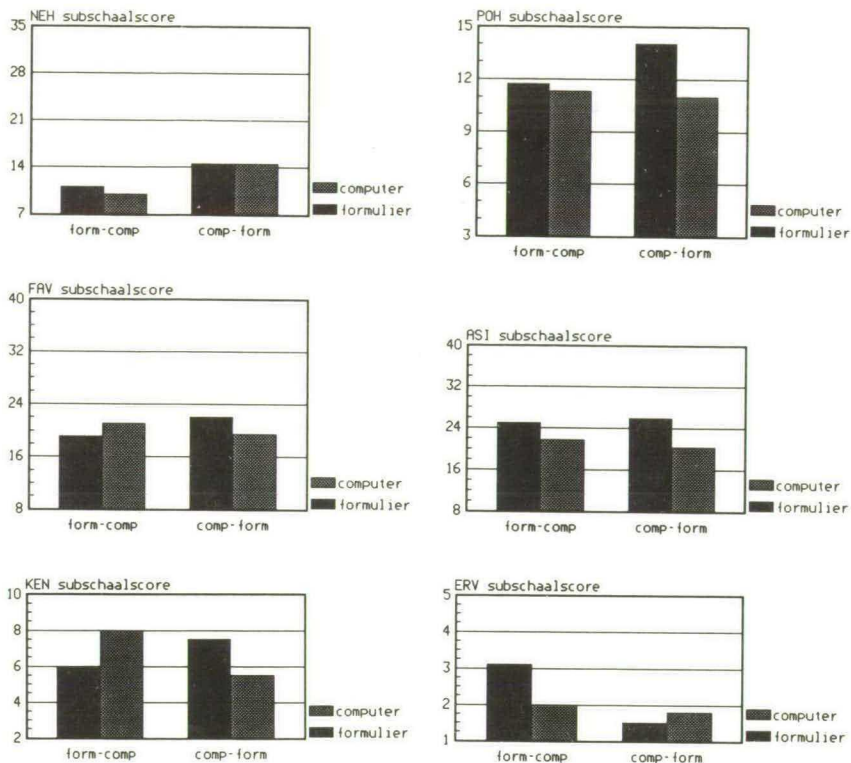 NEH subschaalscore
35
28
21
14
7
form-comp comp-form
computer
formulier
POH subschaalscore
15
12
9
6
3
form-comp comp-form
computer
formulier
FAV subschaalscore
40
32
24
16
8
form-comp comp-form
computer
formulier
ASI subschaalscore
40
32
24
16
8
form-comp comp-form
computer
formulier
KEN subschaalscore
10
8
6
4
2
form-comp comp-form
computer
formulier
ERV subschaalscore
5
4
3
2
1
form-comp comp-form
computer
formulier